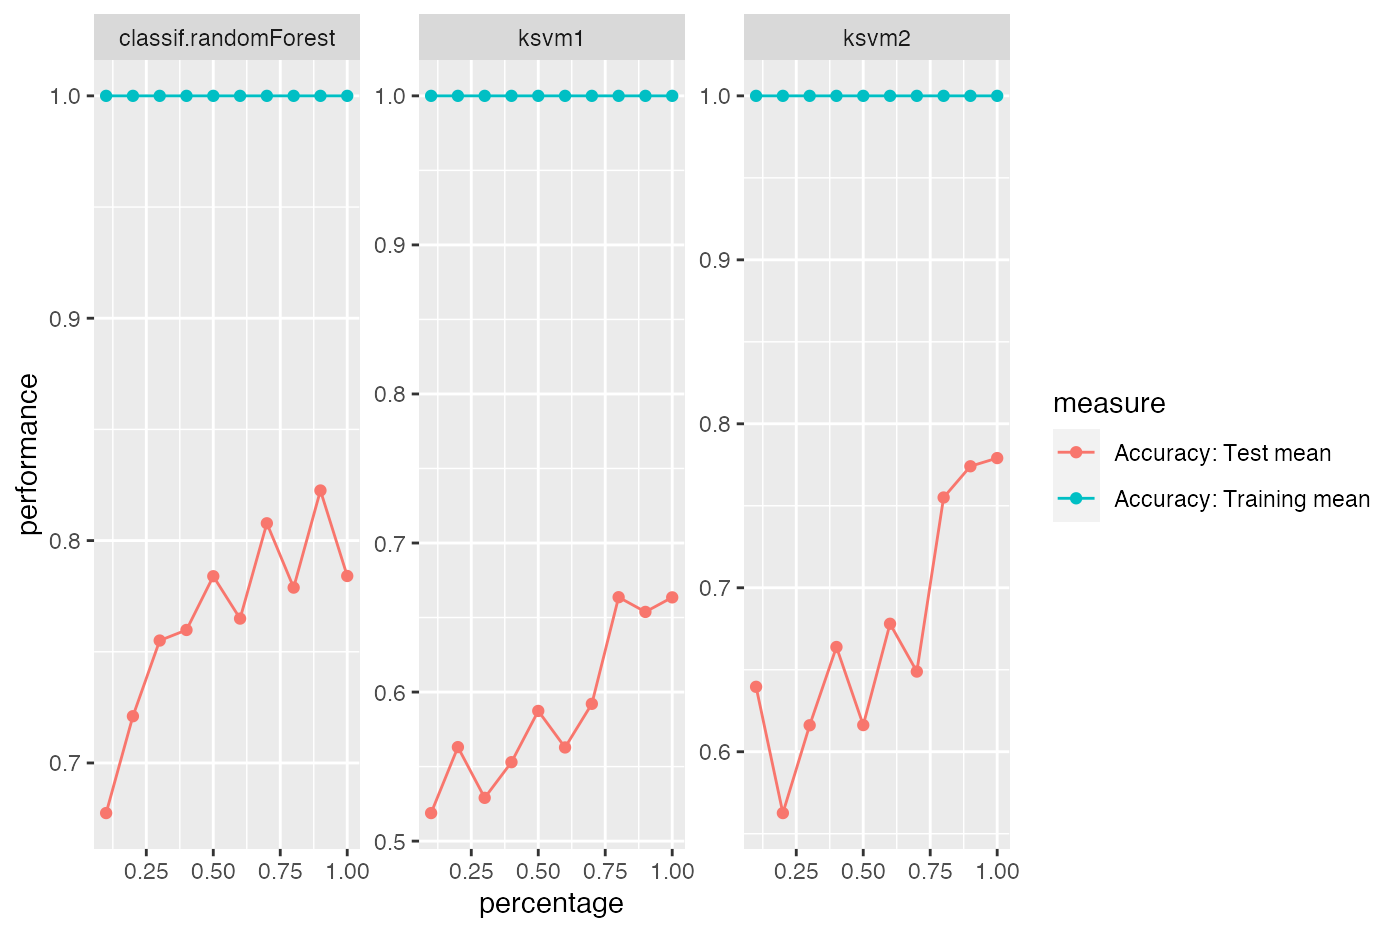 classif.randomForest
ksvm1
ksvm2
performance
1.0
0.9
0.8
0.7
1.0
0.9
0.8
0.7
0.6
0.5
1.0
0.9
0.8
0.7
0.6
0.25 0.50 0.75 1.00
0.25 0.50 0.75 1.00
0.25 0.50 0.75 1.00
percentage
measure
Accuracy: Test mean
Accuracy: Training mean